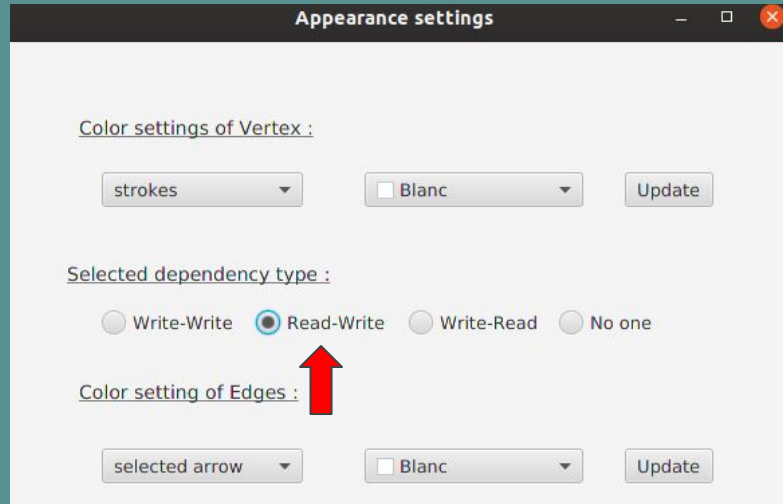 Appearance settings
Color settings of Vertex :
strokes Blanc Update
Selected dependency type :
Write-Write Read-Write Write-Read No one
Color setting of Edges :
selected arrow Blanc Update